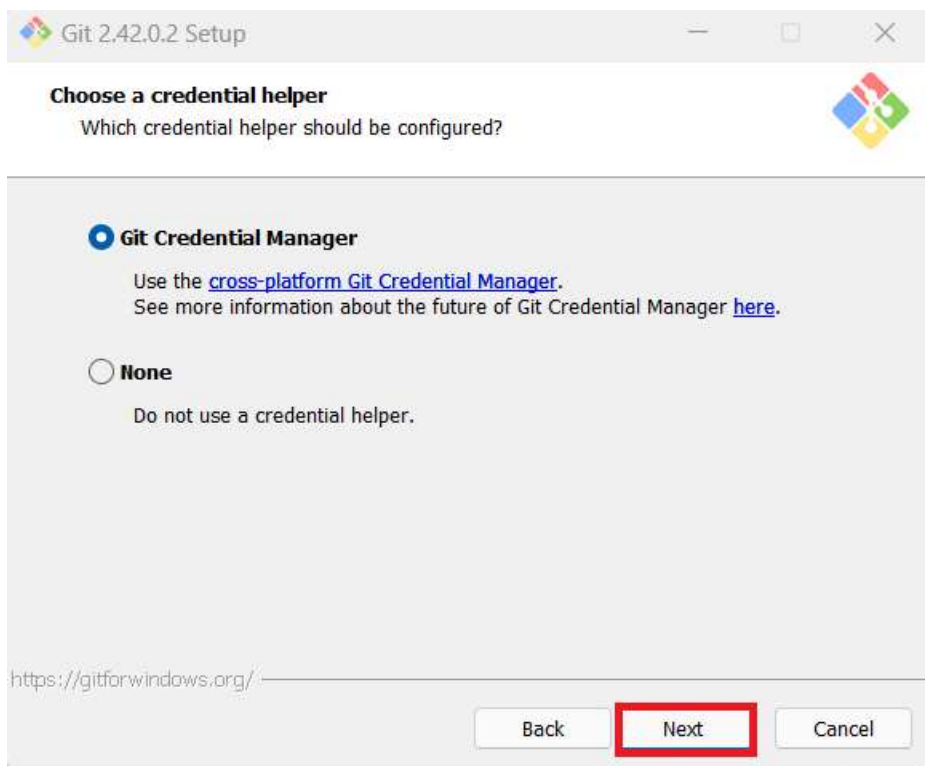 Git 2.42.0.2 Setup
Choose a credential helper
Which credential helper should be configured?
Git Credential Manager
Use the cross-platform Git Credential Manager.
See more information about the future of Git Credential Manager here.
None
Do not use a credential helper.
https://gitforwindows.org/
Back Next Cancel